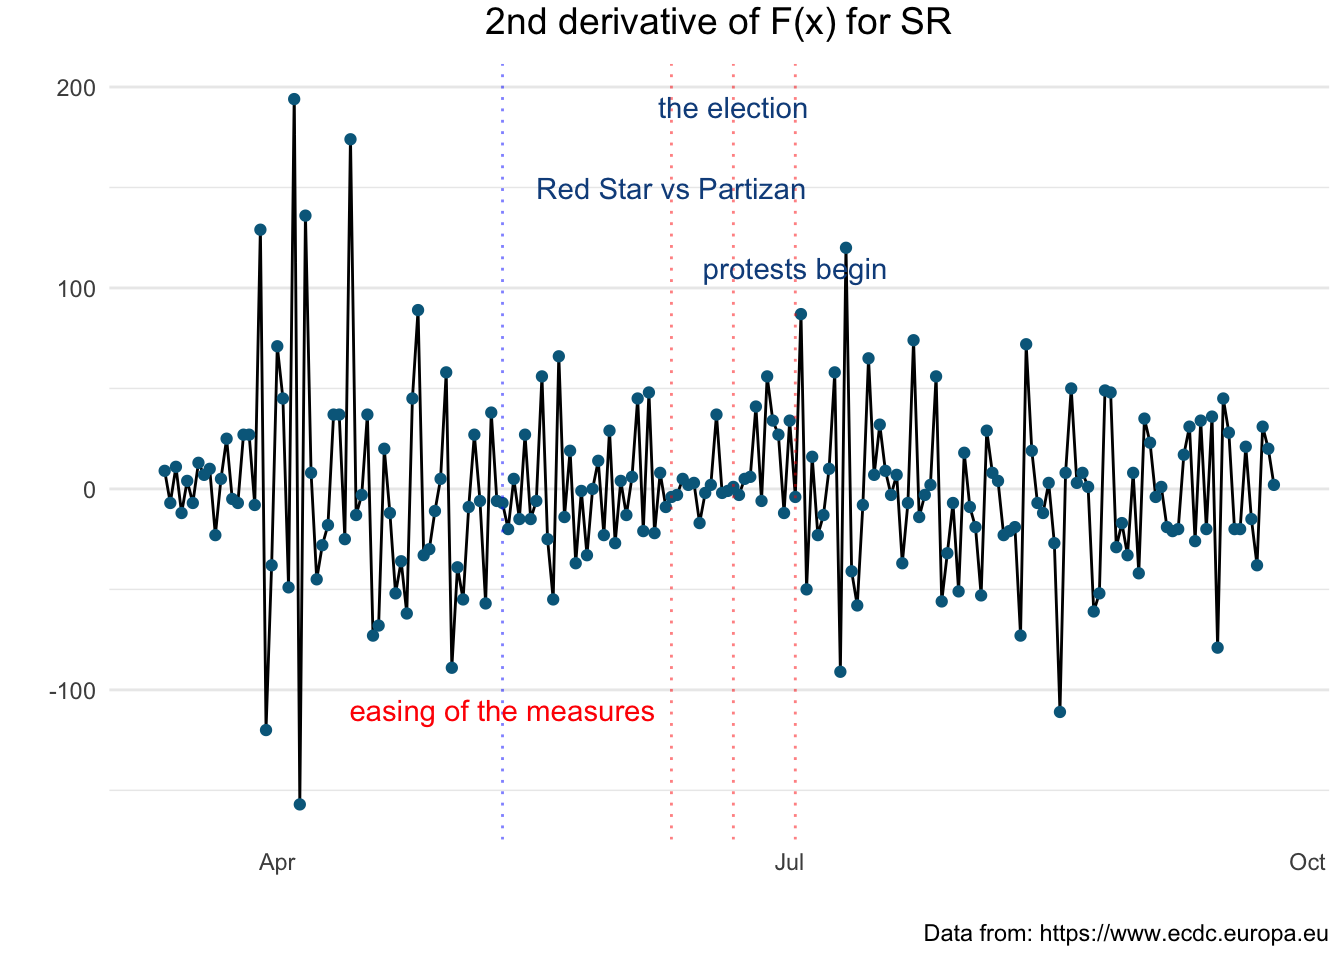 2nd derivative of F(x) for SR
200
the election
Red Star vs Partizan
protests begin
100
0
-100
easing of the measures
Apr
Jul
Oct
Data from: https://www.ecdc.europa.eu